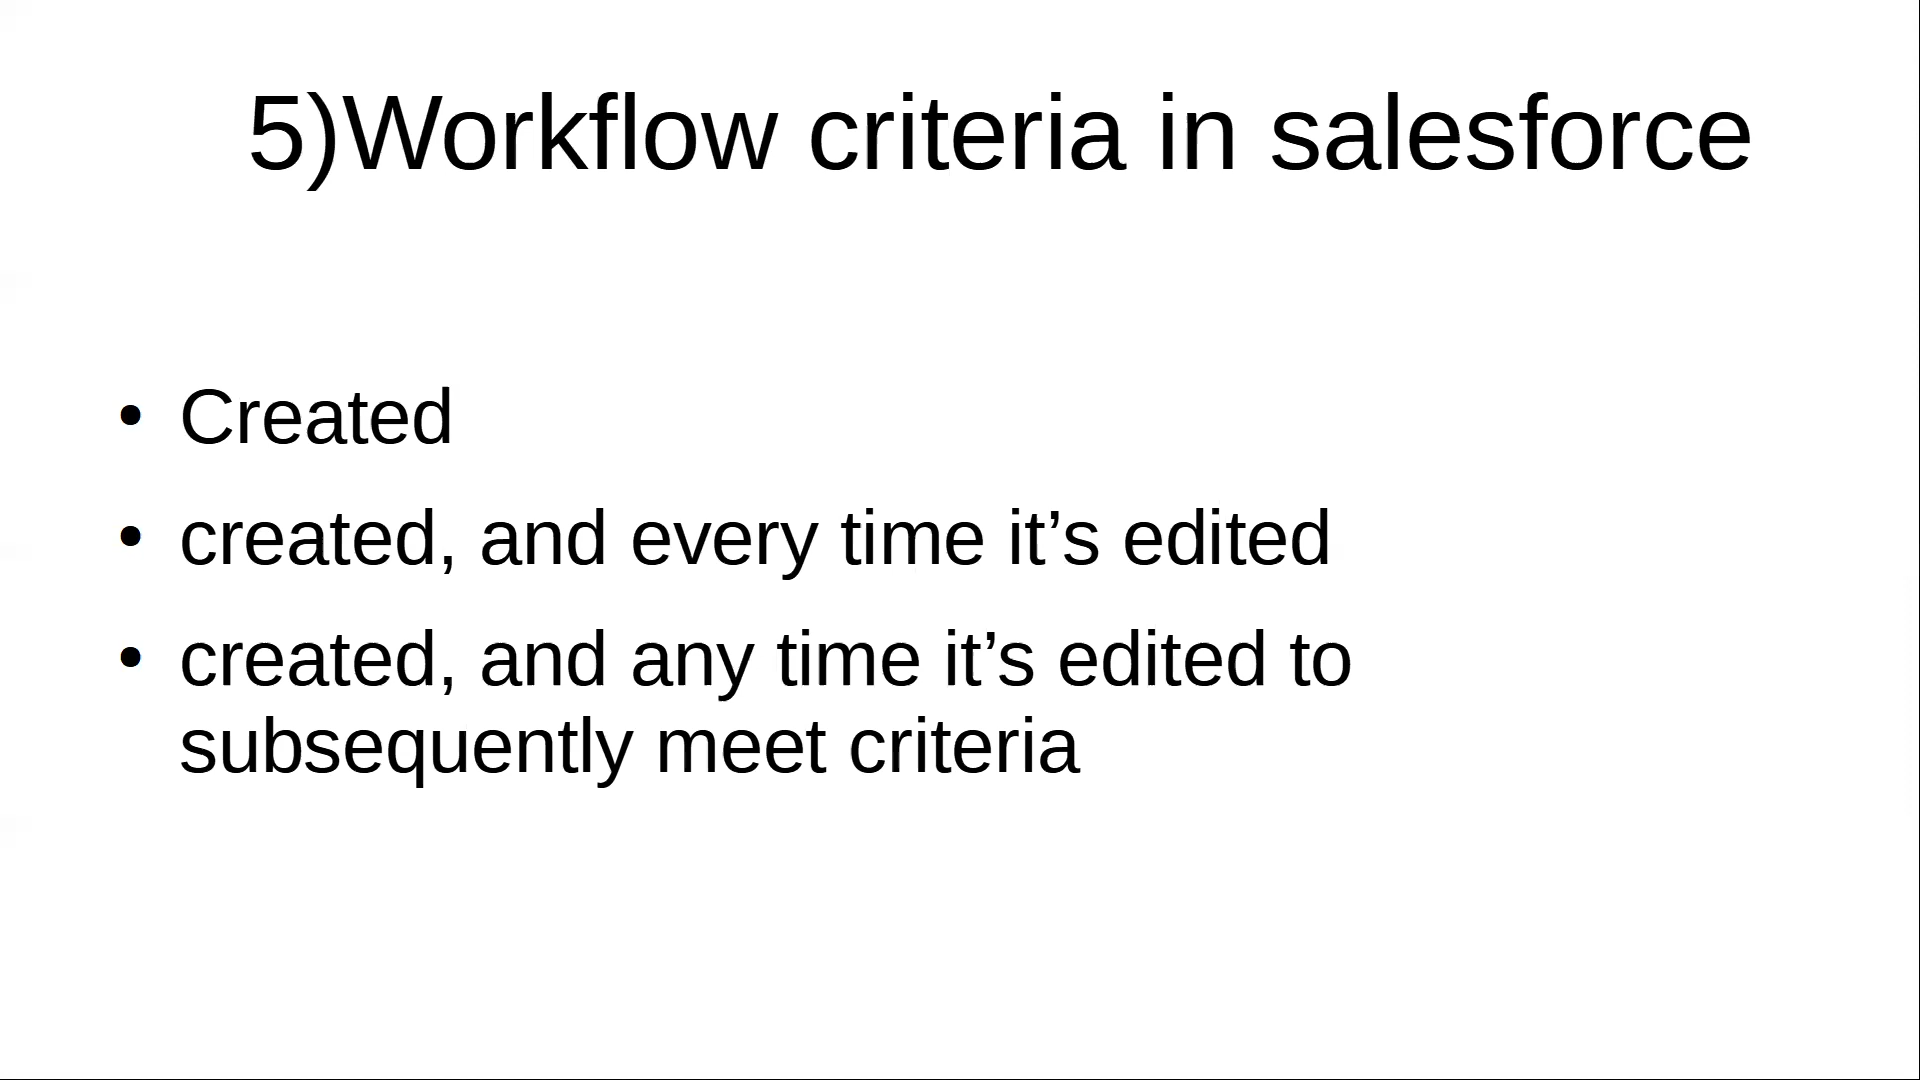 5)Workflow criteria in salesforce
• Created
• created, and every time it’s edited
• created, and any time it’s edited to
subsequently meet criteria